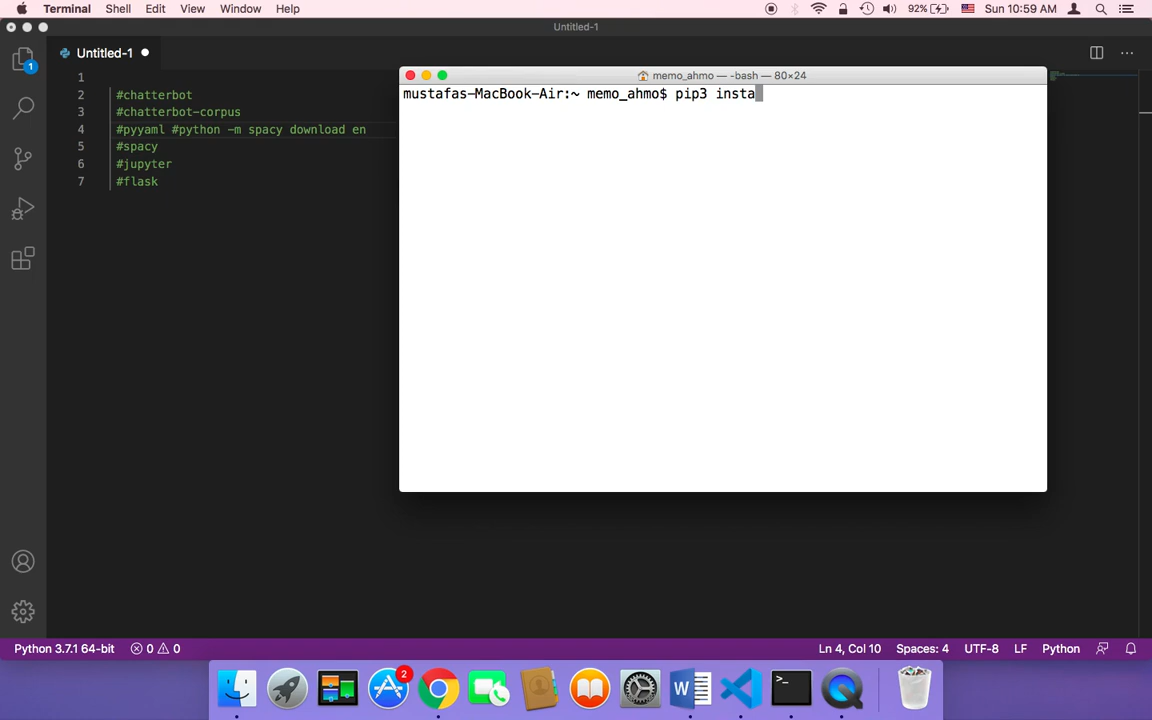 Terminal Shell Edit View Window Help 92% Sun 10:59 AM
Untitled-1
Untitled-1
memo_ahmo — -bash — 80×24
mustafas-MacBook-Air:~ memo_ahmo$ pip3 insta
1
2 #chatterbot
3 #chatterbot-corpus
4 #pyyaml #python -m spacy download en
5 #spacy
6 #jupyter
7 #flask
1
Python 3.7.1 64-bit 0 0 Ln 4, Col 10 Spaces: 4 UTF-8 LF Python
2
W
>_